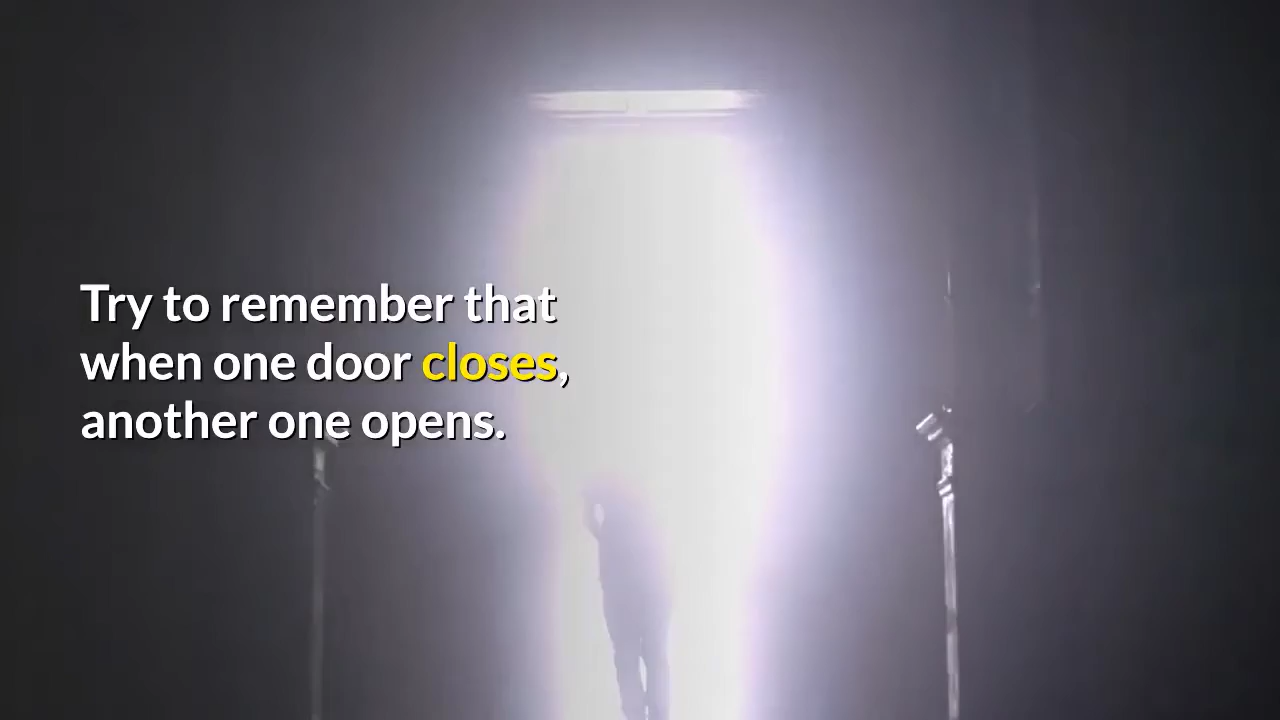 Try to remember that
when one door closes,
another one opens.